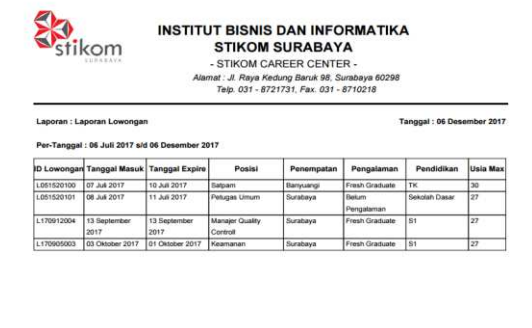 stikom
SURABAYA
INSTITUT BISNIS DAN INFORMATIKA
STIKOM SURABAYA
- STIKOM CAREER CENTER -
Alamat : Jl. Raya Kedung Baruk 98, Surabaya 60298
Telp. 031 - 8721731, Fax. 031 - 8710218
Laporan : Laporan Lowongan Tanggal : 06 Desember 2017
Per-Tanggal : 06 Juli 2017 s/d 06 Desember 2017
ID Lowongan Tanggal Masuk Tanggal Expire Posisi Penempatan Pengalaman Pendidikan Usia Max
L051520100 07 Juli 2017 10 Juli 2017 Satpam Banyuangi Fresh Graduate TK 30
L051520101 08 Juli 2017 11 Juli 2017 Petugas Umum Surabaya Belum Sekolah Dasar 27
Pengalaman
L170912004 13 September 13 September Manajer Quality Surabaya Fresh Graduate S1 27
2017 2017 Controll
L170905003 03 Oktober 2017 01 Oktober 2017 Keamanan Surabaya Fresh Graduate S1 27